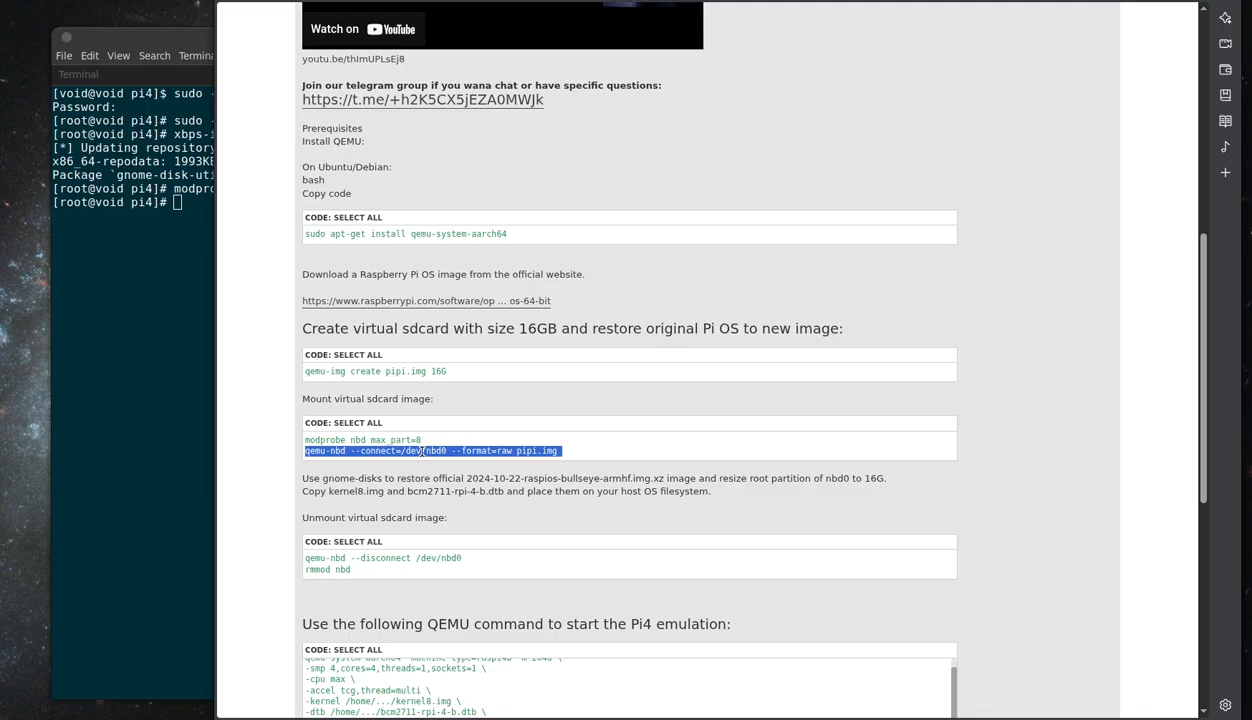 Watch on YouTube
youtu.be/thImUPLsEj8
Join our telegram group if you wana chat or have specific questions:
https://t.me/+h2K5CX5jEZA0MWJk
Prerequisites
Install QEMU:
On Ubuntu/Debian:
bash
Copy code
CODE: SELECT ALL
sudo apt-get install qemu-system-aarch64
Download a Raspberry Pi OS image from the official website.
https://www.raspberrypi.com/software/op ... os-64-bit
Create virtual sdcard with size 16GB and restore original Pi OS to new image:
CODE: SELECT ALL
qemu-img create pipi.img 16G
Mount virtual sdcard image:
CODE: SELECT ALL
modprobe nbd max_part=8
qemu-nbd --connect=/dev/nbd0 --format=raw pipi.img
Use gnome-disks to restore official 2024-10-22-raspios-bullseye-armhf.img.xz image and resize root partition of nbd0 to 16G.
Copy kernel8.img and bcm2711-rpi-4-b.dtb and place them on your host OS filesystem.
Unmount virtual sdcard image:
CODE: SELECT ALL
qemu-nbd --disconnect /dev/nbd0
rmmod nbd
Use the following QEMU command to start the Pi4 emulation:
CODE: SELECT ALL
-smp 4,cores=4,threads=1,sockets=1 \
-cpu max \
-accel tcg,thread=multi \
-kernel /home/.../kernel8.img \
-dtb /home/.../bcm2711-rpi-4-b.dtb \
File Edit View Search Termina
Terminal
[void@void pi4]$ sudo -
Password:
[root@void pi4]# sudo -
[root@void pi4]# xbps-i
[*] Updating repository
x86_64-repodata: 1993KB
Package `gnome-disk-uti
[root@void pi4]# modpro
[root@void pi4]#